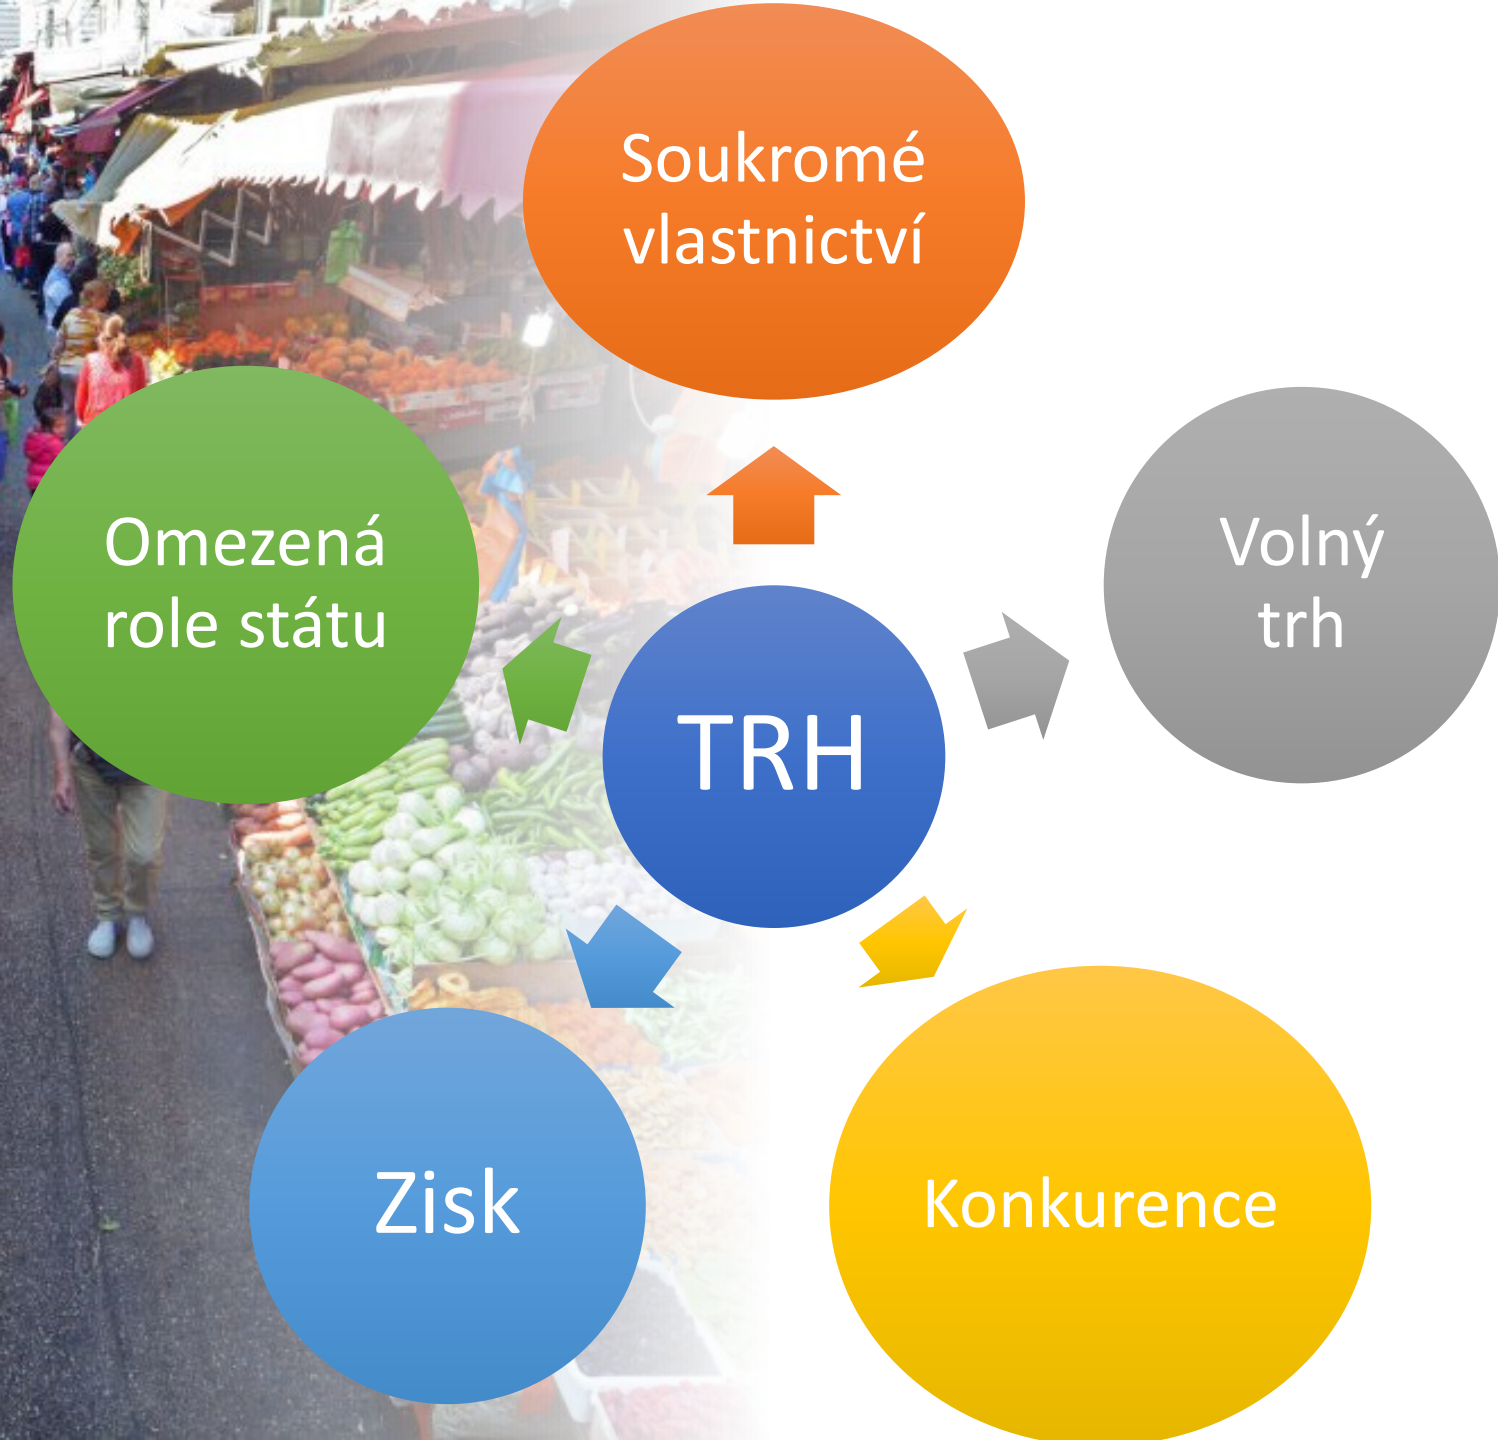 Soukromé
vlastnictví
Volný
trh
Konkurence
Zisk
Omezená
role státu
TRH